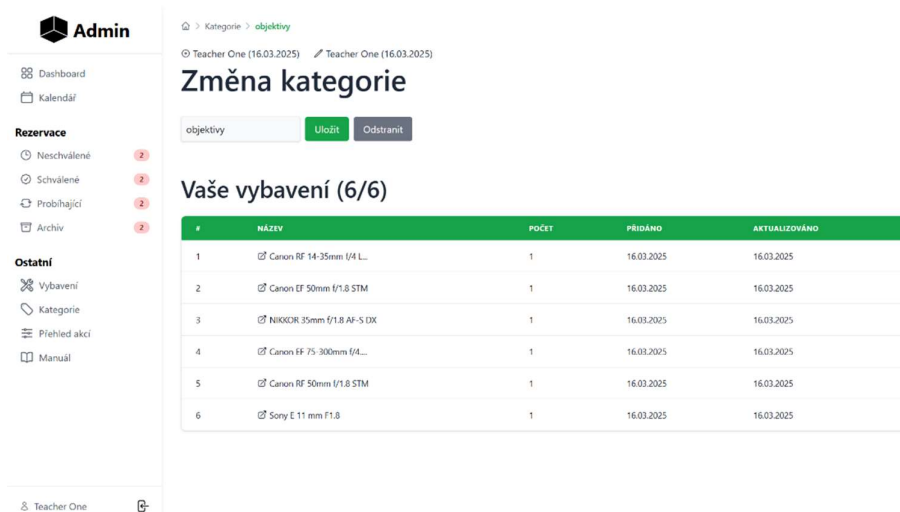 Admin
Dashboard
Kalendář
Rezervace
Neschválené 2
Schválené 2
Probíhající 2
Archiv 2
Ostatní
Vybavení
Kategorie
Přehled akcí
Manuál
Teacher One
> Kategorie > objektivy
Teacher One (16.03.2025) Teacher One (16.03.2025)
Změna kategorie
objektivy Uložit Odstranit
Vaše vybavení (6/6)
# NÁZEV POČET PŘIDÁNO AKTUALIZOVÁNO
1 Canon RF 14-35mm f/4 L... 1 16.03.2025 16.03.2025
2 Canon EF 50mm f/1.8 STM 1 16.03.2025 16.03.2025
3 NIKKOR 35mm f/1.8 AF-S DX 1 16.03.2025 16.03.2025
4 Canon EF 75-300mm f/4.... 1 16.03.2025 16.03.2025
5 Canon RF 50mm f/1.8 STM 1 16.03.2025 16.03.2025
6 Sony E 11 mm F1.8 1 16.03.2025 16.03.2025